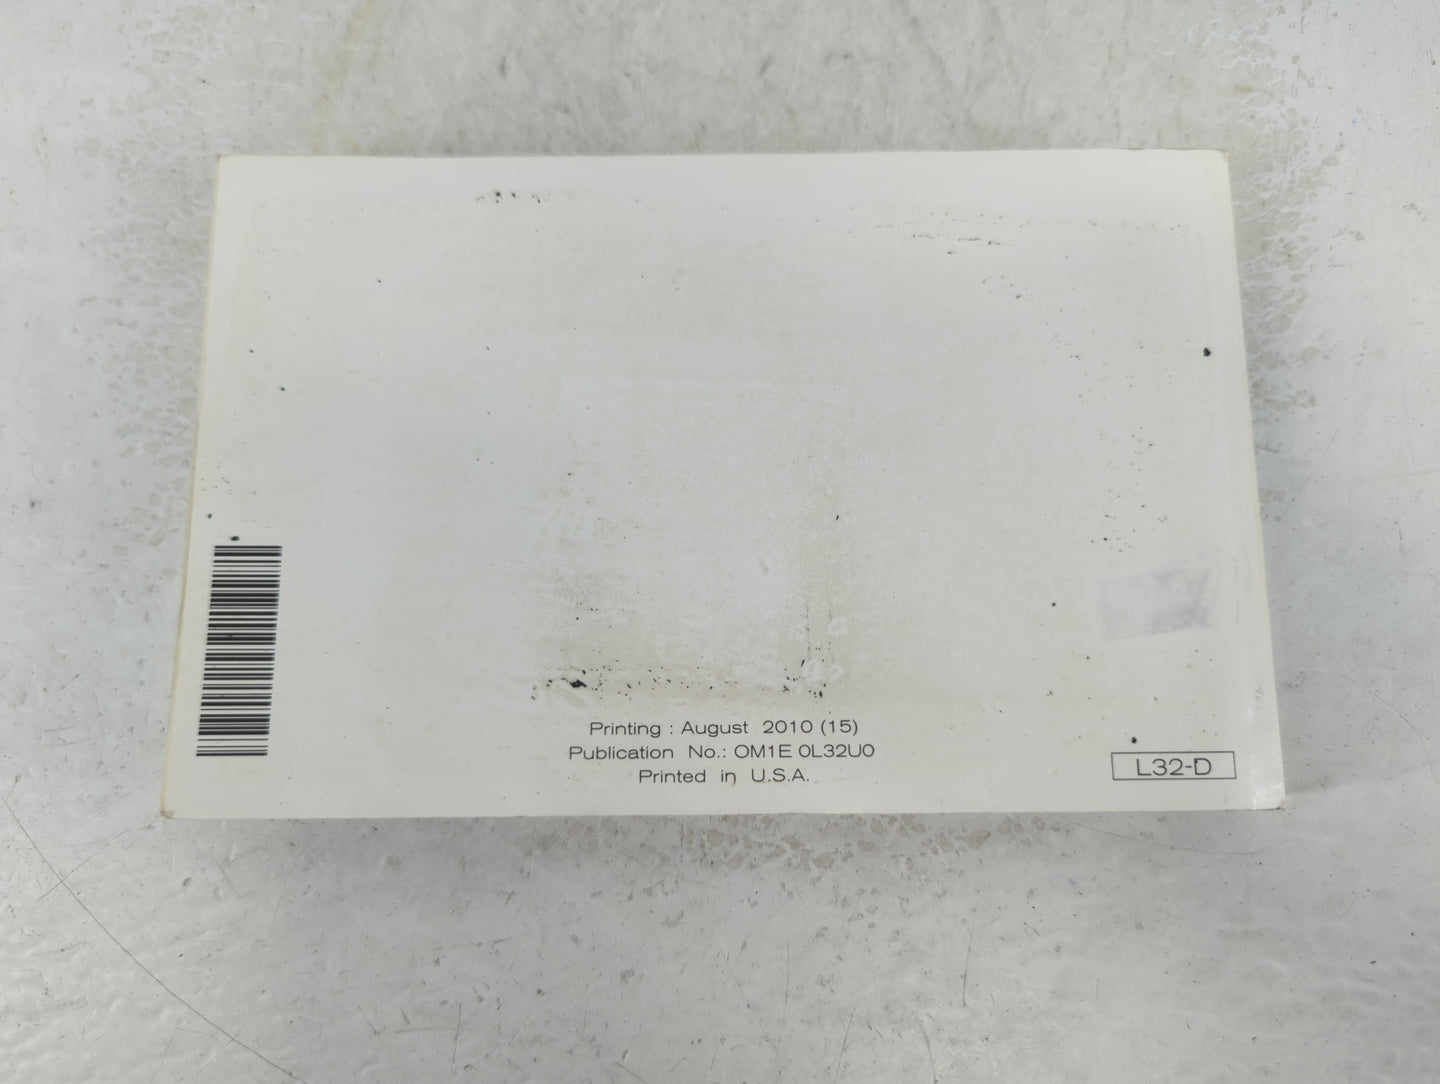 Printing : August 2010 (15)
Publication No.: OM1E 0L32U0
Printed in U.S.A.
L32-D